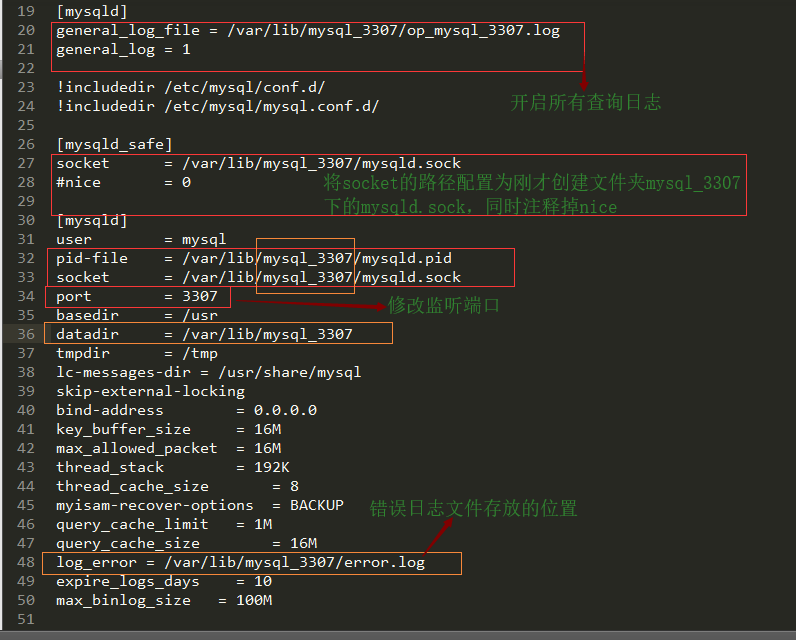 19 [mysqld]
20 general_log_file = /var/lib/mysql_3307/op_mysql_3307.log
21 general_log = 1
22
23 !includedir /etc/mysql/conf.d/
开启所有查询日志
24 !includedir /etc/mysql/mysql.conf.d/
25
26 [mysqld_safe]
27 socket = /var/lib/mysql_3307/mysqld.sock
28 #nice = 0
将socket的路径配置为刚才创建文件夹mysql_3307
下的mysqld.sock，同时注释掉nice
29
30 [mysqld]
31 user = mysql
32 pid-file = /var/lib/mysql_3307/mysqld.pid
33 socket = /var/lib/mysql_3307/mysqld.sock
34 port = 3307
修改监听端口
35 basedir = /usr
36 datadir = /var/lib/mysql_3307
37 tmpdir = /tmp
38 lc-messages-dir = /usr/share/mysql
39 skip-external-locking
40 bind-address = 0.0.0.0
41 key_buffer_size = 16M
42 max_allowed_packet = 16M
43 thread_stack = 192K
44 thread_cache_size = 8
45 myisam-recover-options = BACKUP
错误日志文件存放的位置
46 query_cache_limit = 1M
47 query_cache_size = 16M
48 log_error = /var/lib/mysql_3307/error.log
49 expire_logs_days = 10
50 max_binlog_size = 100M
51